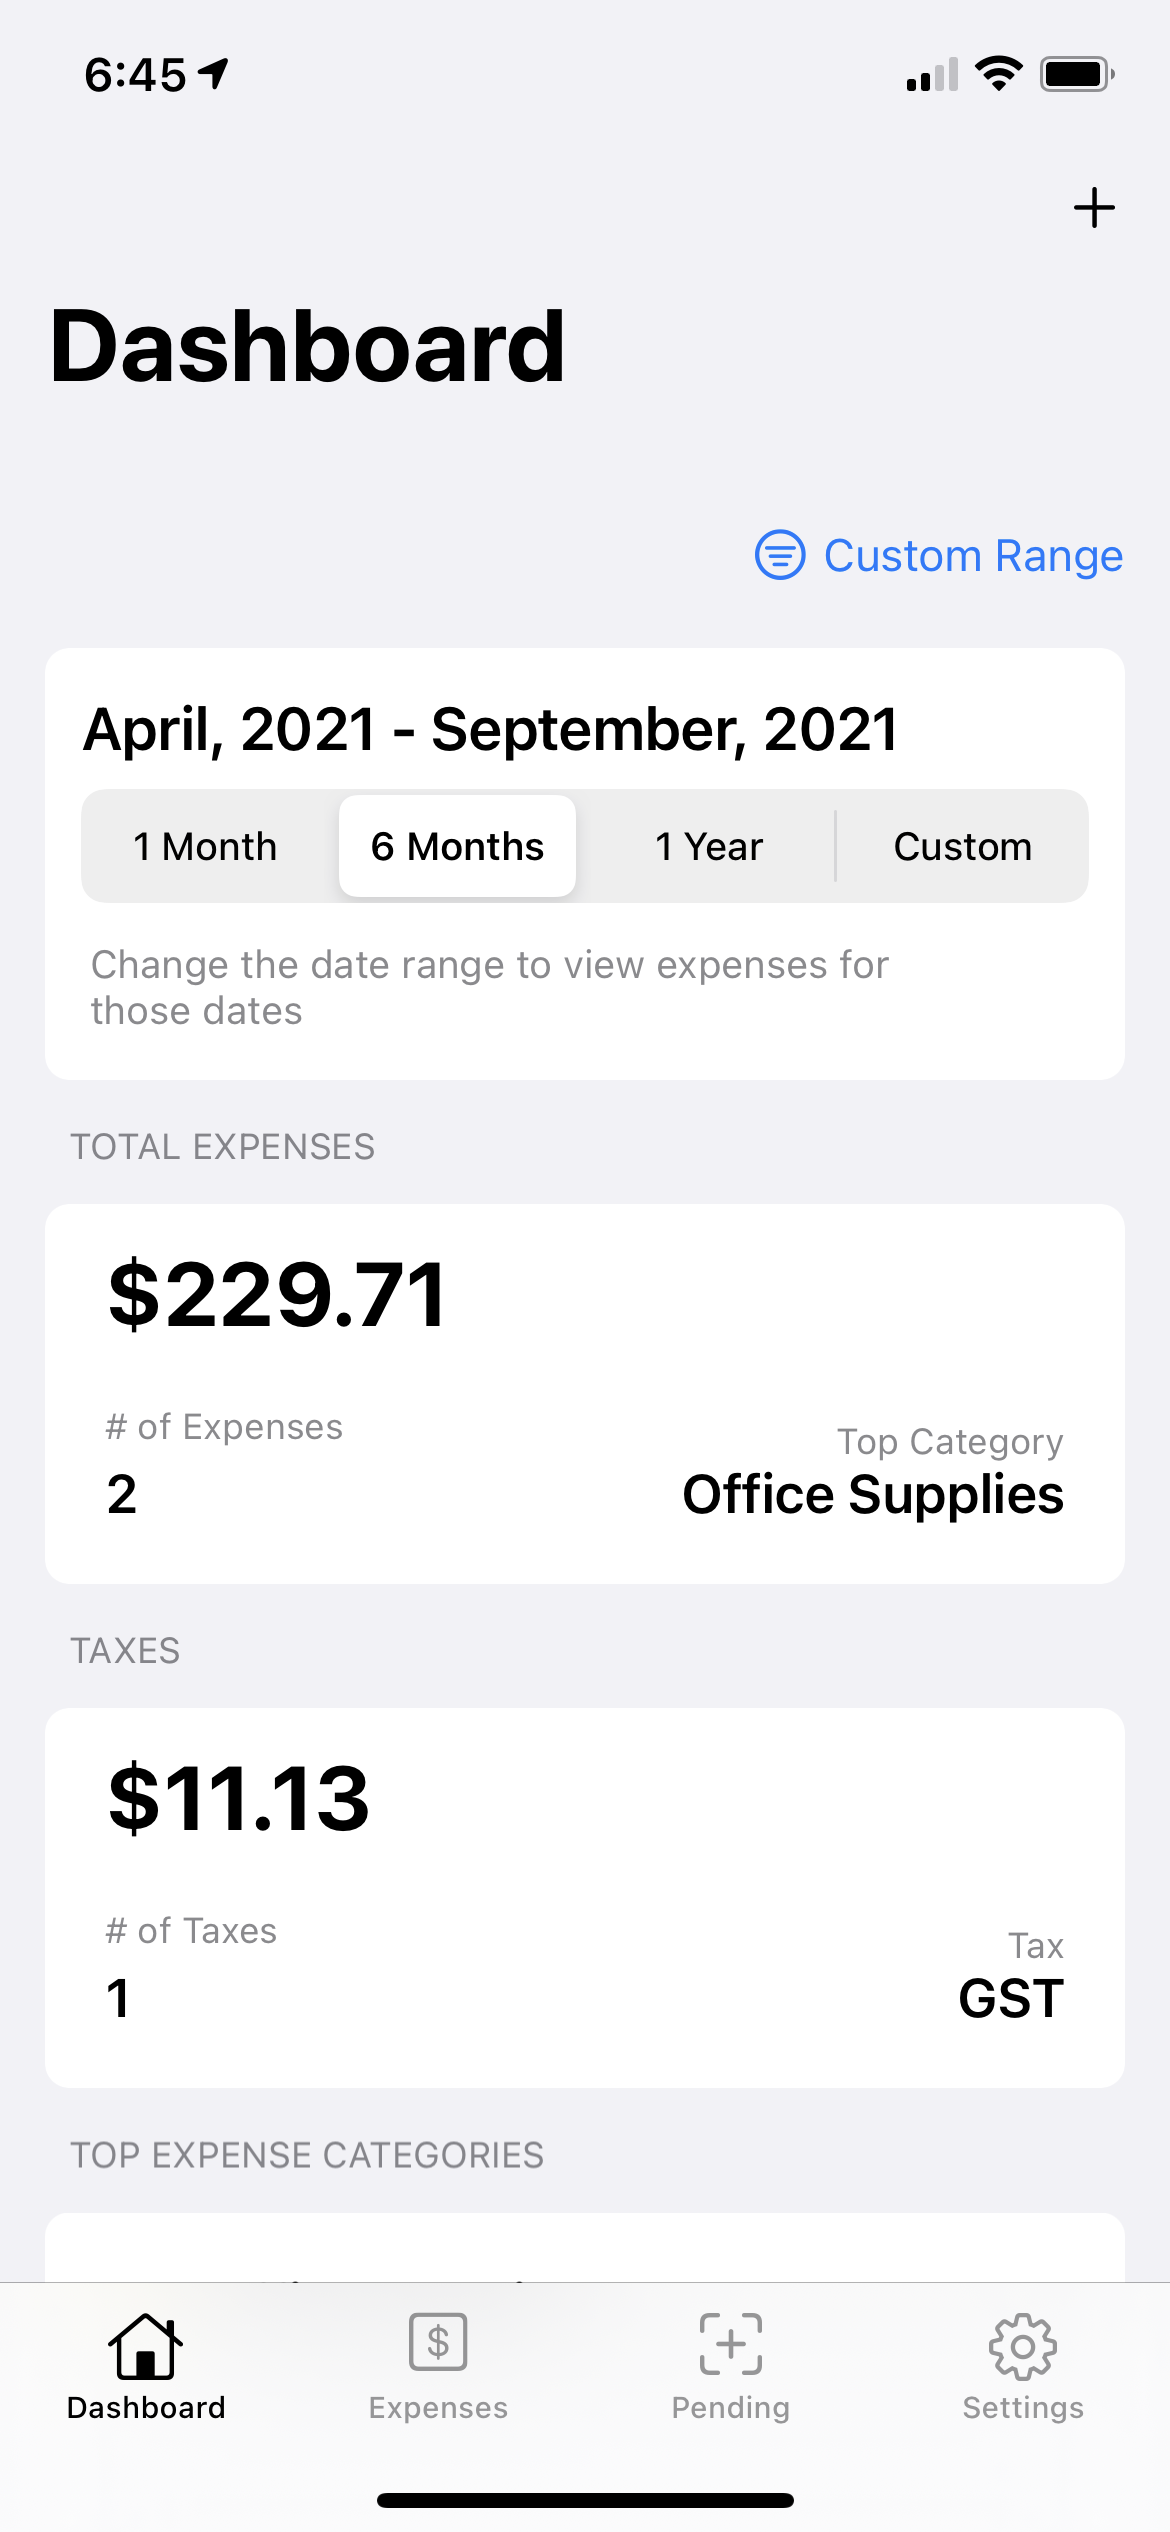 6:45
Dashboard
Custom Range
April, 2021 - September, 2021
1 Month 6 Months 1 Year Custom
Change the date range to view expenses for
those dates
TOTAL EXPENSES
$229.71
# of Expenses
Top Category
2
Office Supplies
TAXES
$11.13
# of Taxes
Tax
1
GST
TOP EXPENSE CATEGORIES
$
Dashboard Expenses Pending Settings